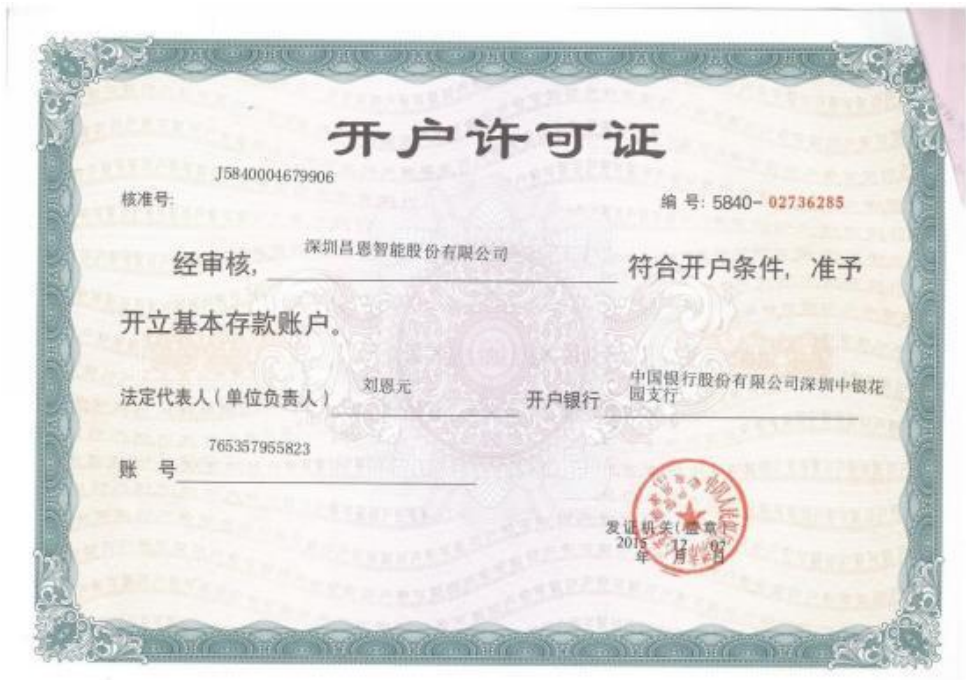 开户许可证
J5840004679906
核准号:
编 号: 5840-02736285
经审核, 深圳昌恩智能股份有限公司 符合开户条件, 准予
开立基本存款账户。
法定代表人(单位负责人) 刘恩元 开户银行 中国银行股份有限公司深圳中银花
园支行
账 号 765357955823
发证机关(盖章)
2015 12 07
年 月 日